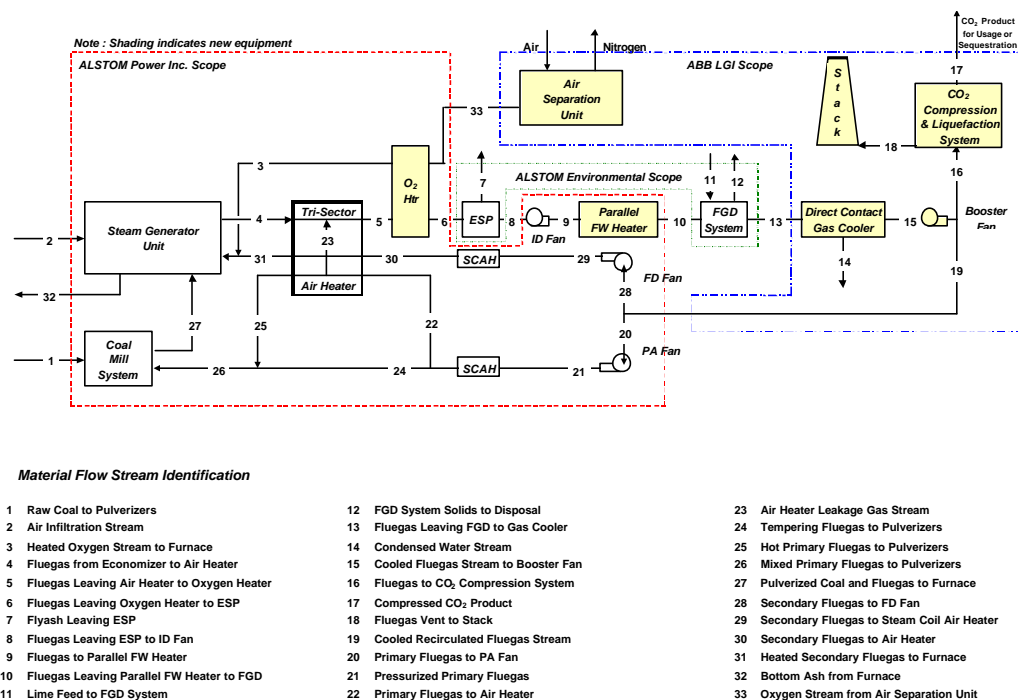 Note : Shading indicates new equipment
ALSTOM Power Inc. Scope
Air
Nitrogen
ABB LGI Scope
CO2 Product
for Usage or
Sequestration
17
Air
Separation
Unit
S
t
a
c
k
CO2
Compression
& Liquefaction
System
33
18
16
3
O2
Htr
7
ALSTOM Environmental Scope
11
12
Tri-Sector
4
5
6
ESP
8
ID Fan
9
Parallel
FW Heater
10
FGD
System
13
Direct Contact
Gas Cooler
15
Booster
Fan
Steam Generator
Unit
2
23
31
30
SCAH
29
FD Fan
14
19
Air Heater
32
28
27
25
22
20
PA Fan
Coal
Mill
System
1
26
24
SCAH
21
Material Flow Stream Identification
1 Raw Coal to Pulverizers
2 Air Infiltration Stream
3 Heated Oxygen Stream to Furnace
4 Fluegas from Economizer to Air Heater
5 Fluegas Leaving Air Heater to Oxygen Heater
6 Fluegas Leaving Oxygen Heater to ESP
7 Flyash Leaving ESP
8 Fluegas Leaving ESP to ID Fan
9 Fluegas to Parallel FW Heater
10 Fluegas Leaving Parallel FW Heater to FGD
11 Lime Feed to FGD System
12 FGD System Solids to Disposal
13 Fluegas Leaving FGD to Gas Cooler
14 Condensed Water Stream
15 Cooled Fluegas Stream to Booster Fan
16 Fluegas to CO2 Compression System
17 Compressed CO2 Product
18 Fluegas Vent to Stack
19 Cooled Recirculated Fluegas Stream
20 Primary Fluegas to PA Fan
21 Pressurized Primary Fluegas
22 Primary Fluegas to Air Heater
23 Air Heater Leakage Gas Stream
24 Tempering Fluegas to Pulverizers
25 Hot Primary Fluegas to Pulverizers
26 Mixed Primary Fluegas to Pulverizers
27 Pulverized Coal and Fluegas to Furnace
28 Secondary Fluegas to FD Fan
29 Secondary Fluegas to Steam Coil Air Heater
30 Secondary Fluegas to Air Heater
31 Heated Secondary Fluegas to Furnace
32 Bottom Ash from Furnace
33 Oxygen Stream from Air Separation Unit